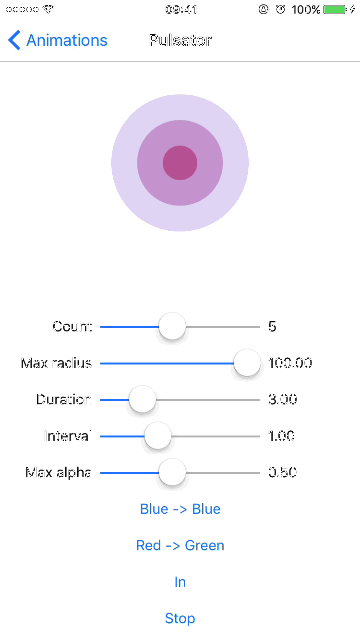 09:41 100%
Animations Pulsator
Count 5
Max radius 100.00
Duration 3.00
Interval 1.00
Max alpha 0.50
Blue -> Blue
Red -> Green
In
Stop